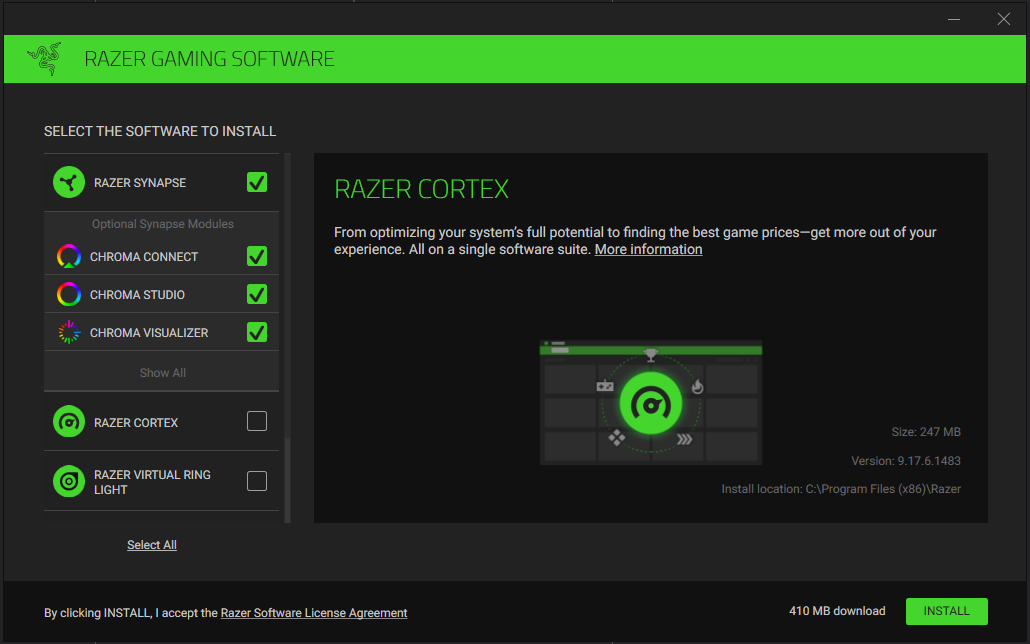 RAZER GAMING SOFTWARE
SELECT THE SOFTWARE TO INSTALL
RAZER SYNAPSE
Optional Synapse Modules
CHROMA CONNECT
CHROMA STUDIO
CHROMA VISUALIZER
Show All
RAZER CORTEX
RAZER VIRTUAL RING
LIGHT
Select All
RAZER CORTEX
From optimizing your system's full potential to finding the best game prices—get more out of your
experience. All on a single software suite. More information
Size: 247 MB
Version: 9.17.6.1483
Install location: C:\Program Files (x86)\Razer
By clicking INSTALL, I accept the Razer Software License Agreement
410 MB download
INSTALL